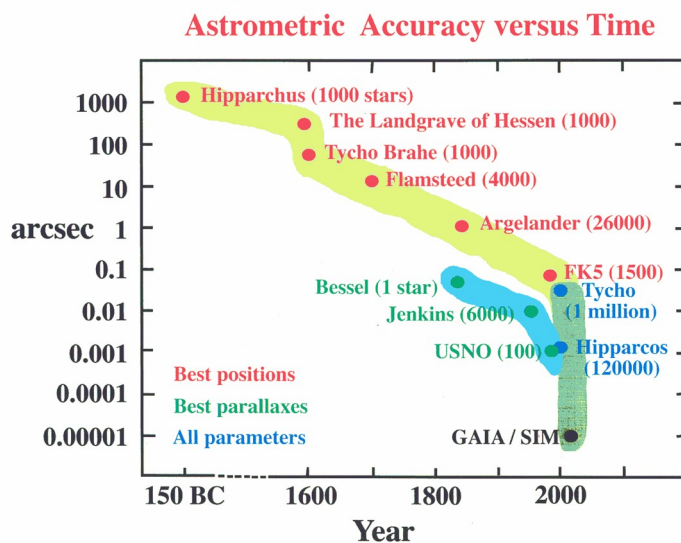 Astrometric Accuracy versus Time
1000
100
10
1
0.1
0.01
0.001
0.0001
0.00001
arcsec
Hipparchus (1000 stars)
The Landgrave of Hessen (1000)
Tycho Brahe (1000)
Flamsteed (4000)
Argelander (26000)
FK5 (1500)
Bessel (1 star)
Tycho
(1 million)
Jenkins (6000)
USNO (100)
Hipparcos
(120000)
GAIA / SIM
Best positions
Best parallaxes
All parameters
150 BC
1600
1800
2000
Year